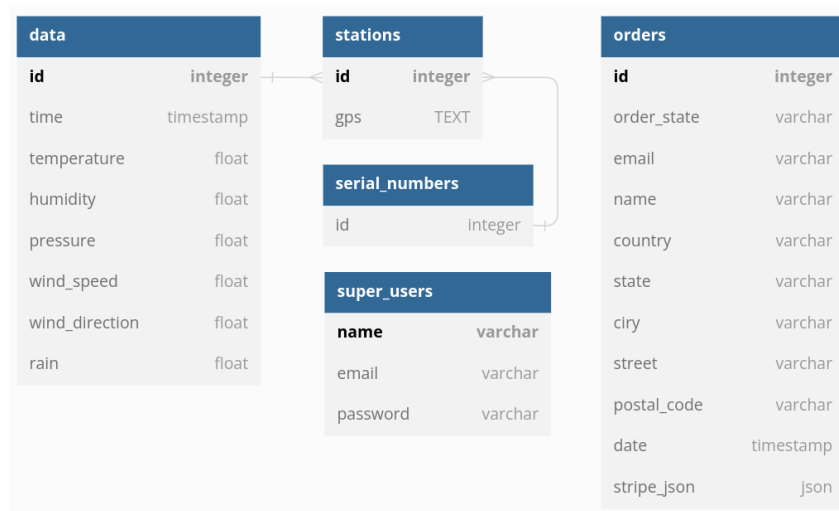 data
id integer
time timestamp
temperature float
humidity float
pressure float
wind_speed float
wind_direction float
rain float
stations
id integer
gps TEXT
serial_numbers
id integer
super_users
name varchar
email varchar
password varchar
orders
id integer
order_state varchar
email varchar
name varchar
country varchar
state varchar
ciry varchar
street varchar
postal_code varchar
date timestamp
stripe_json json